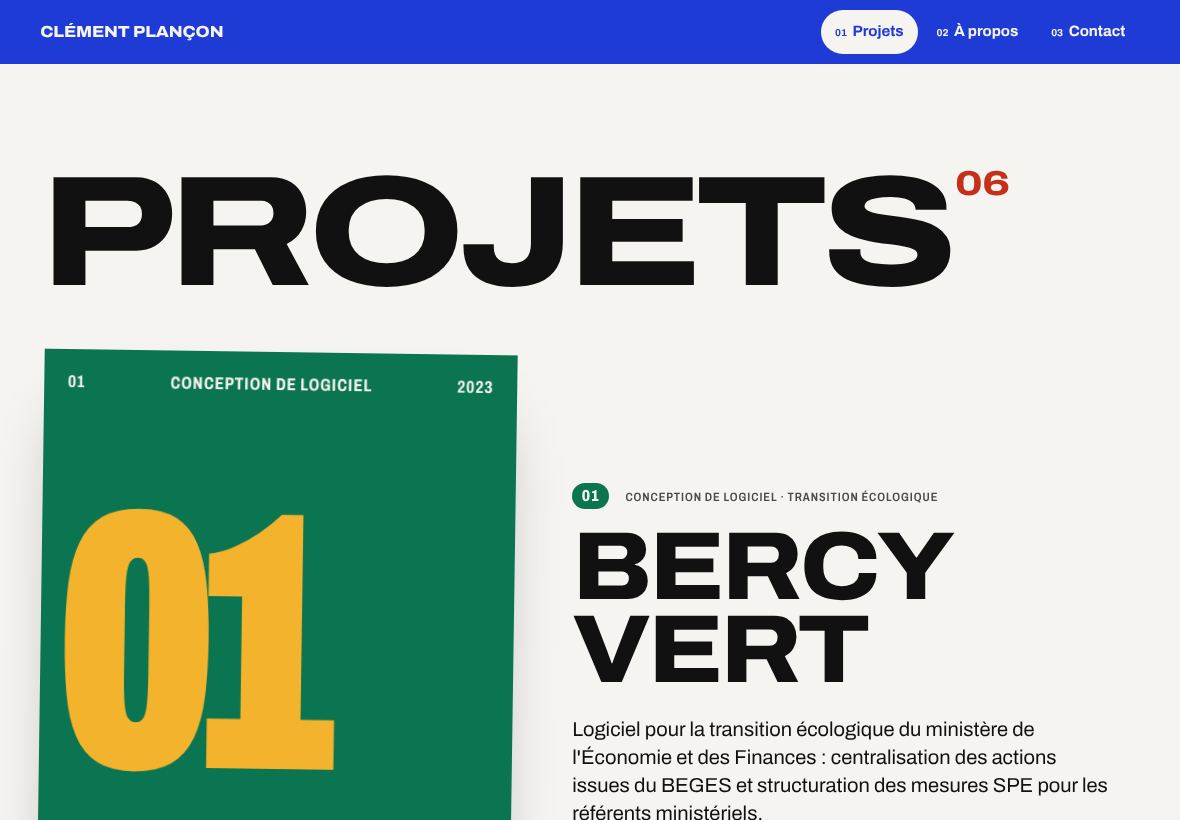 CLÉMENT PLANÇON
01 Projets
02 À propos
03 Contact
PROJETS 06
01 CONCEPTION DE LOGICIEL 2023
01
01 CONCEPTION DE LOGICIEL · TRANSITION ÉCOLOGIQUE
BERCY
VERT
Logiciel pour la transition écologique du ministère de
l'Économie et des Finances : centralisation des actions
issues du BEGES et structuration des mesures SPE pour les
référents ministériels.